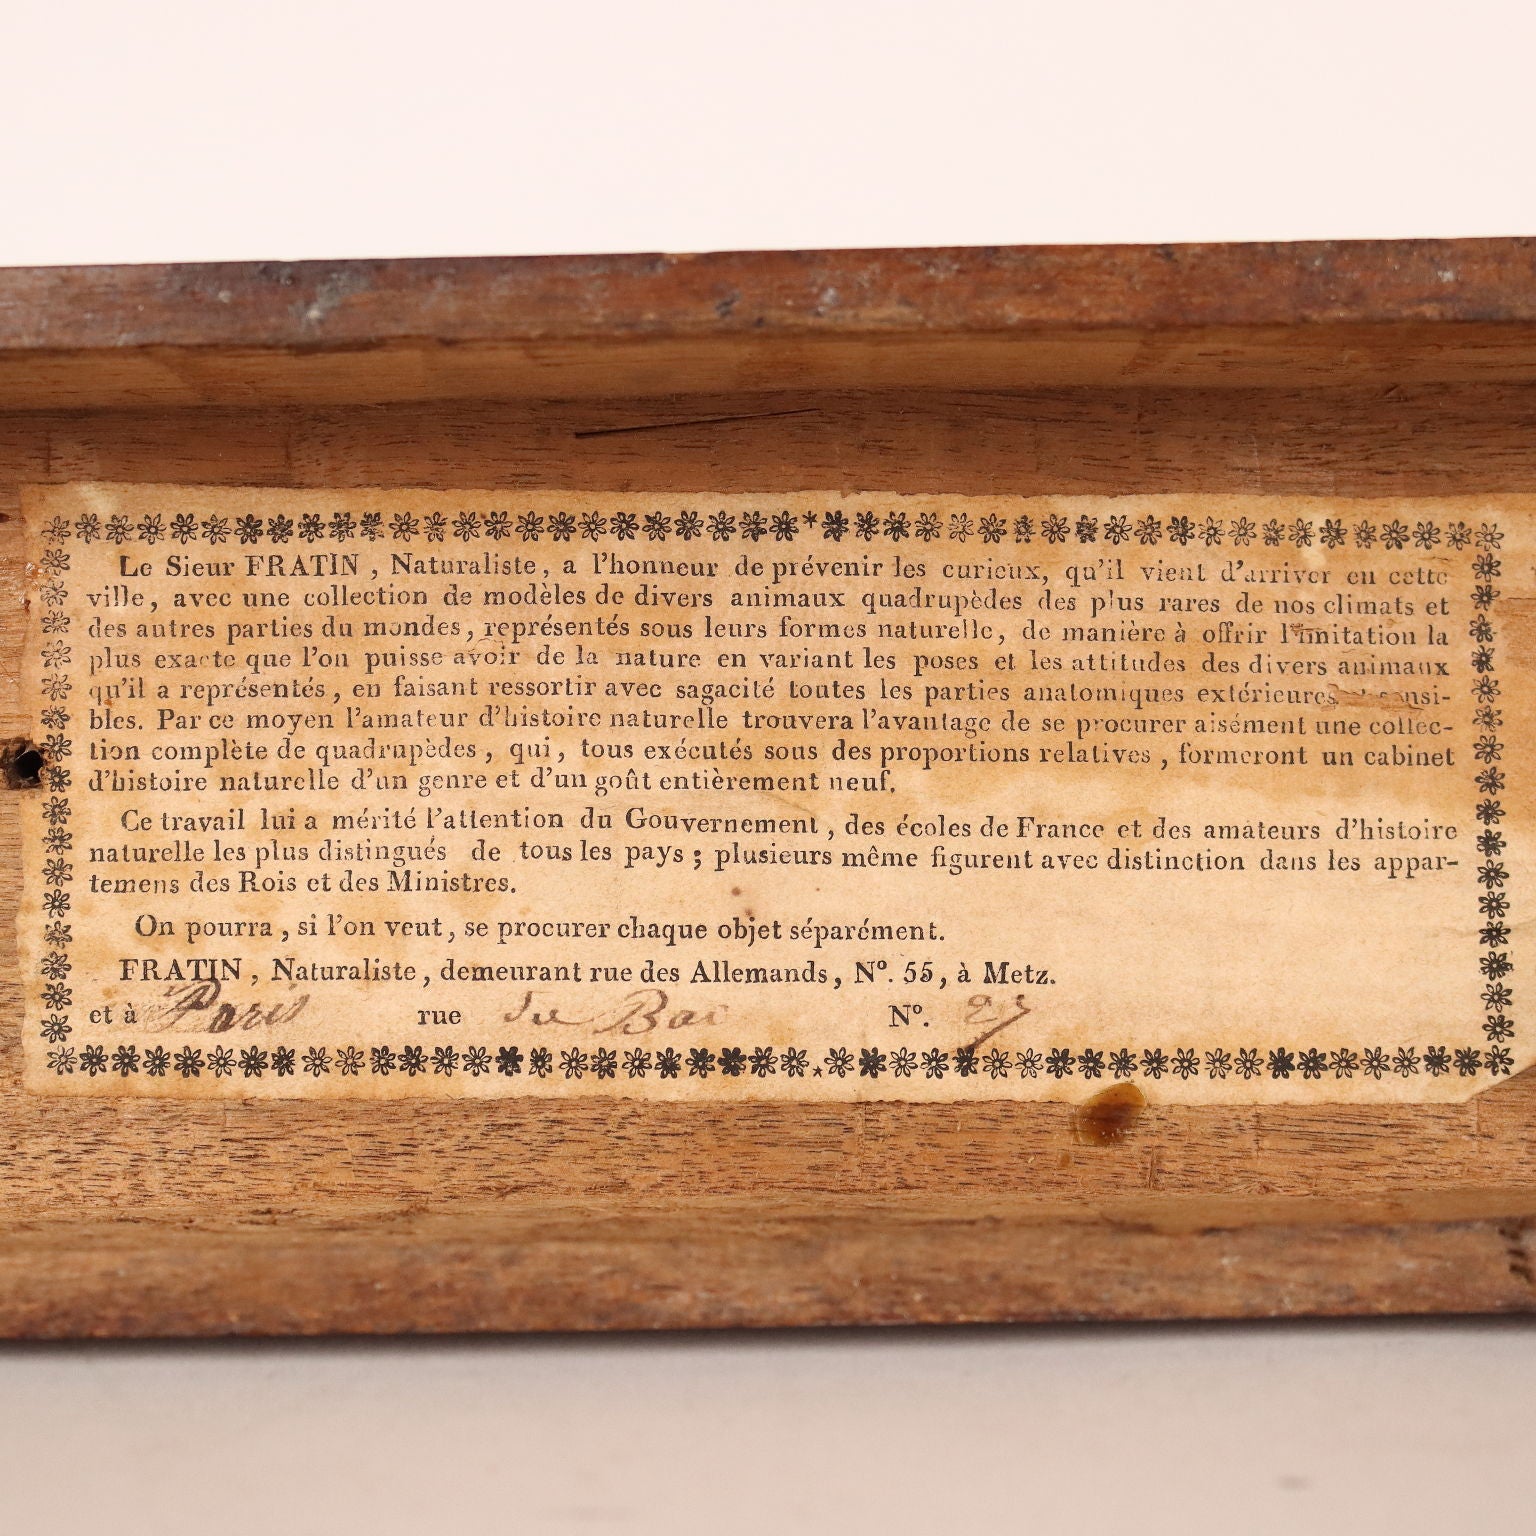 Le Sieur FRATIN, Naturaliste, a l'honneur de prévenir les curieux, qu'il vient d'arriver en cette
ville, avec une collection de modèles de divers animaux quadrupèdes des plus rares de nos climats et
des autres parties du mondes, représentés sous leurs formes naturelle, de manière à offrir l'imitation la
plus exacte que l'on puisse avoir de la nature en variant les poses et les attitudes des divers animaux
qu'il a représentés, en faisant ressortir avec sagacité toutes les parties anatomiques extérieures sensi-
bles. Par ce moyen l'amateur d'histoire naturelle trouvera l'avantage de se procurer aisément une collec-
tion complète de quadrupèdes, qui, tous exécutés sous des proportions relatives, formeront un cabinet
d'histoire naturelle d'un genre et d'un goût entièrement neuf.
Ce travail lui a mérité l'attention du Gouvernement, des écoles de France et des amateurs d'histoire
naturelle les plus distingués de tous les pays; plusieurs même figurent avec distinction dans les appar-
temens des Rois et des Ministres.
On pourra, si l'on veut, se procurer chaque objet séparément.
FRATIN, Naturaliste, demeurant rue des Allemands, N°. 55, à Metz.
et à Paris rue du Bac N°.